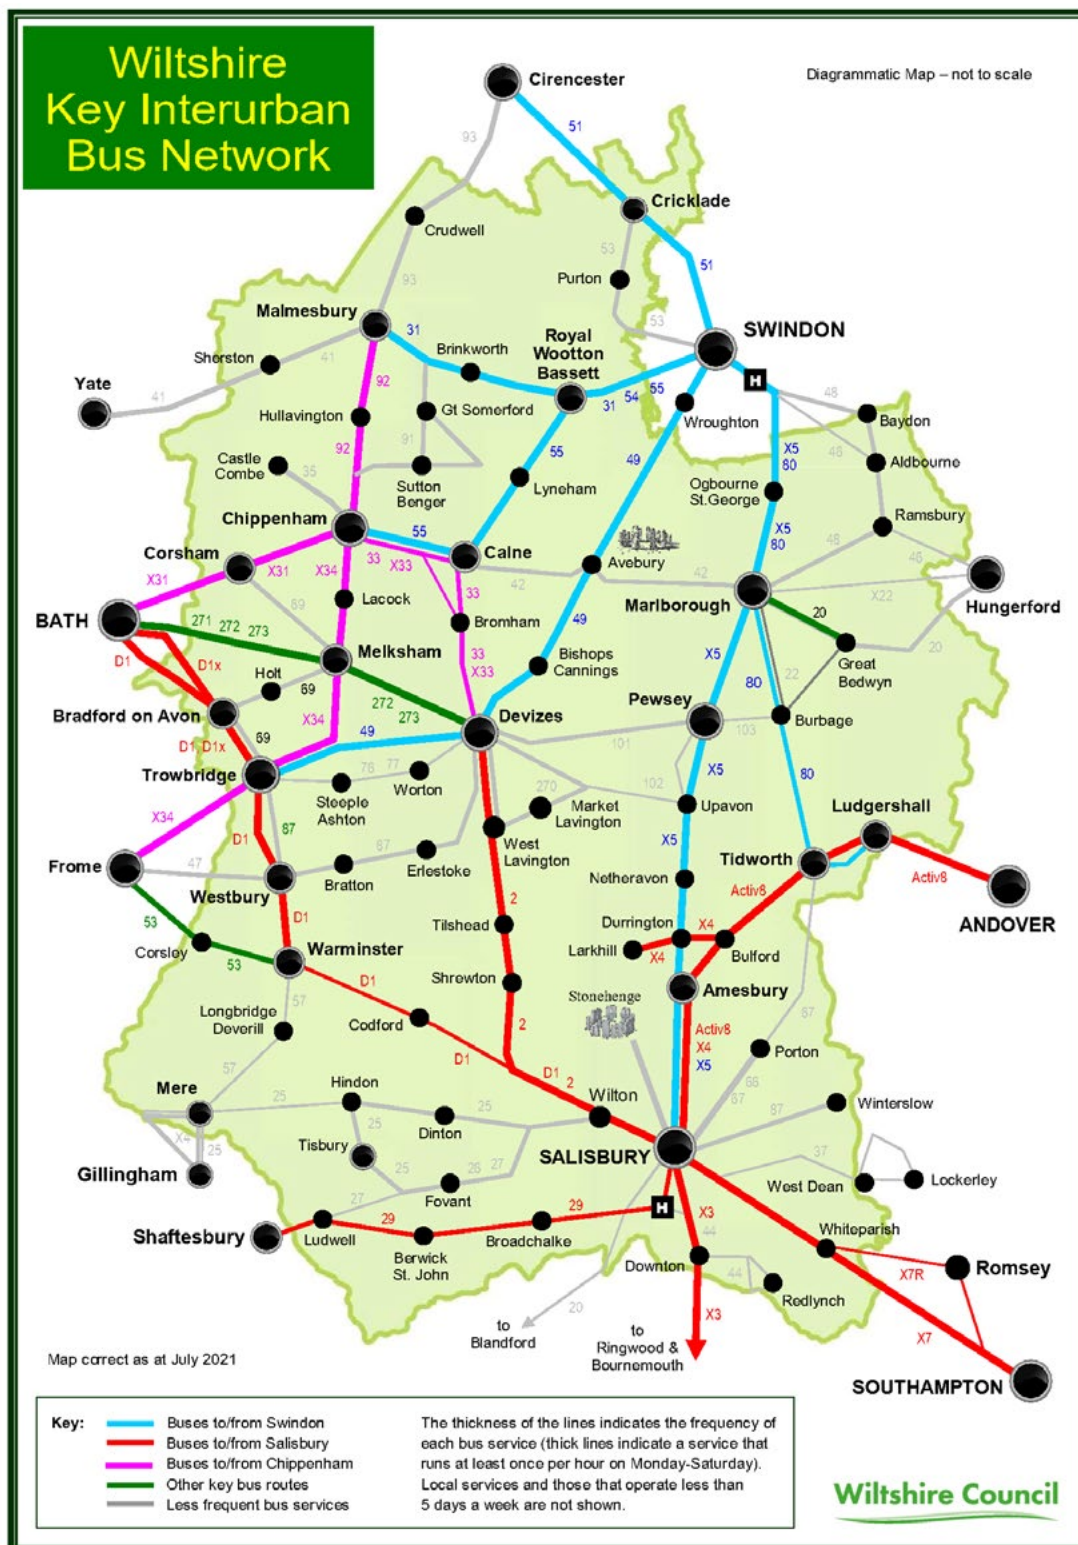 Wiltshire
Key Interurban
Bus Network
Diagrammatic Map – not to scale
Cirencester
93
51
Cricklade
Crudwell
53
51
Purton
93
Malmesbury
53
SWINDON
31
Royal
Wootton
Bassett
Brinkworth
Sherston
41
Yate
41
92
55
54
31
H
48
Hullavington
Gt Somerford
Wroughton
Baydon
91
92
49
X5
80
48
Castle
Combe
35
55
Aldbourne
Sutton
Benger
Lyneham
Ogbourne
St.George
Chippenham
Ramsbury
X5
80
55
Calne
48
46
Corsham
33
X33
Avebury
X31
X31
X34
42
42
33
Marlborough
X22
Hungerford
69
Lacock
BATH
271
272
273
Bromham
49
20
Melksham
33
X33
20
D1
D1x
Bishops
Cannings
X5
Great
Bedwyn
Holt
69
272
273
80
22
Pewsey
Bradford on Avon
X34
Devizes
Burbage
49
101
103
D1
D1x
69
Trowbridge
76
77
X5
80
102
Steeple
Ashton
Worton
270
Market
Lavington
Upavon
Ludgershall
X34
D1
87
West
Lavington
X5
Tidworth
Frome
47
67
Bratton
Erlestoke
Netheravon
Activ8
Activ8
Westbury
2
ANDOVER
53
D1
Tilshead
Durrington
X4
Corsley
Warminster
Larkhill
X4
Bulford
53
Shrewton
D1
Amesbury
57
Stonehenge
Longbridge
Deverill
Codford
2
Activ8
X4
X5
87
Porton
57
D1
D1
2
66
67
Mere
Hindon
Wilton
Winterslow
25
25
87
Dinton
X4
25
Tisbury
SALISBURY
37
Gillingham
25
26
27
West Dean
Lockerley
27
Fovant
H
X3
Shaftesbury
29
29
Whiteparish
Ludwell
Broadchalke
44
Berwick
St. John
Downton
X7R
Romsey
44
Redlynch
20
X3
to
Blandford
to
Ringwood &
Bournemouth
X7
Map correct as at July 2021
SOUTHAMPTON
Key:
Buses to/from Swindon
Buses to/from Salisbury
Buses to/from Chippenham
Other key bus routes
Less frequent bus services
The thickness of the lines indicates the frequency of
each bus service (thick lines indicate a service that
runs at least once per hour on Monday-Saturday).
Local services and those that operate less than
5 days a week are not shown.
Wiltshire Council